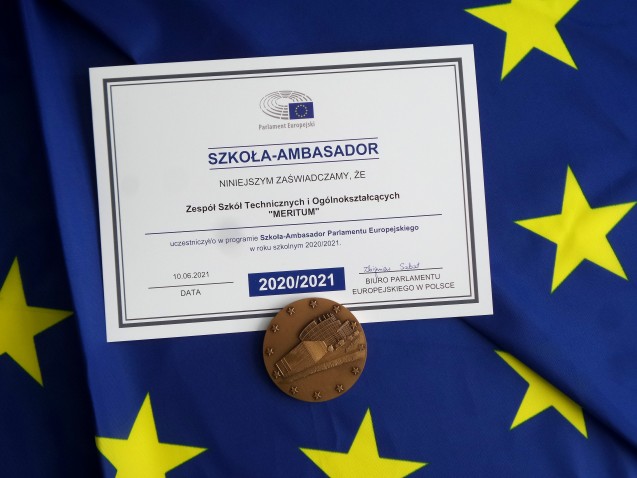 Parlament Europejski
SZKOŁA-AMBASADOR
NINIEJSZYM ZAŚWIADCZAMY, ŻE
Zespół Szkół Technicznych i Ogólnokształcących
"MERITUM"
uczestniczyło w programie Szkoła-Ambasador Parlamentu Europejskiego
w roku szkolnym 2020/2021.
10.06.2021
DATA
2020/2021
BIURO PARLAMENTU
EUROPEJSKIEGO W POLSCE